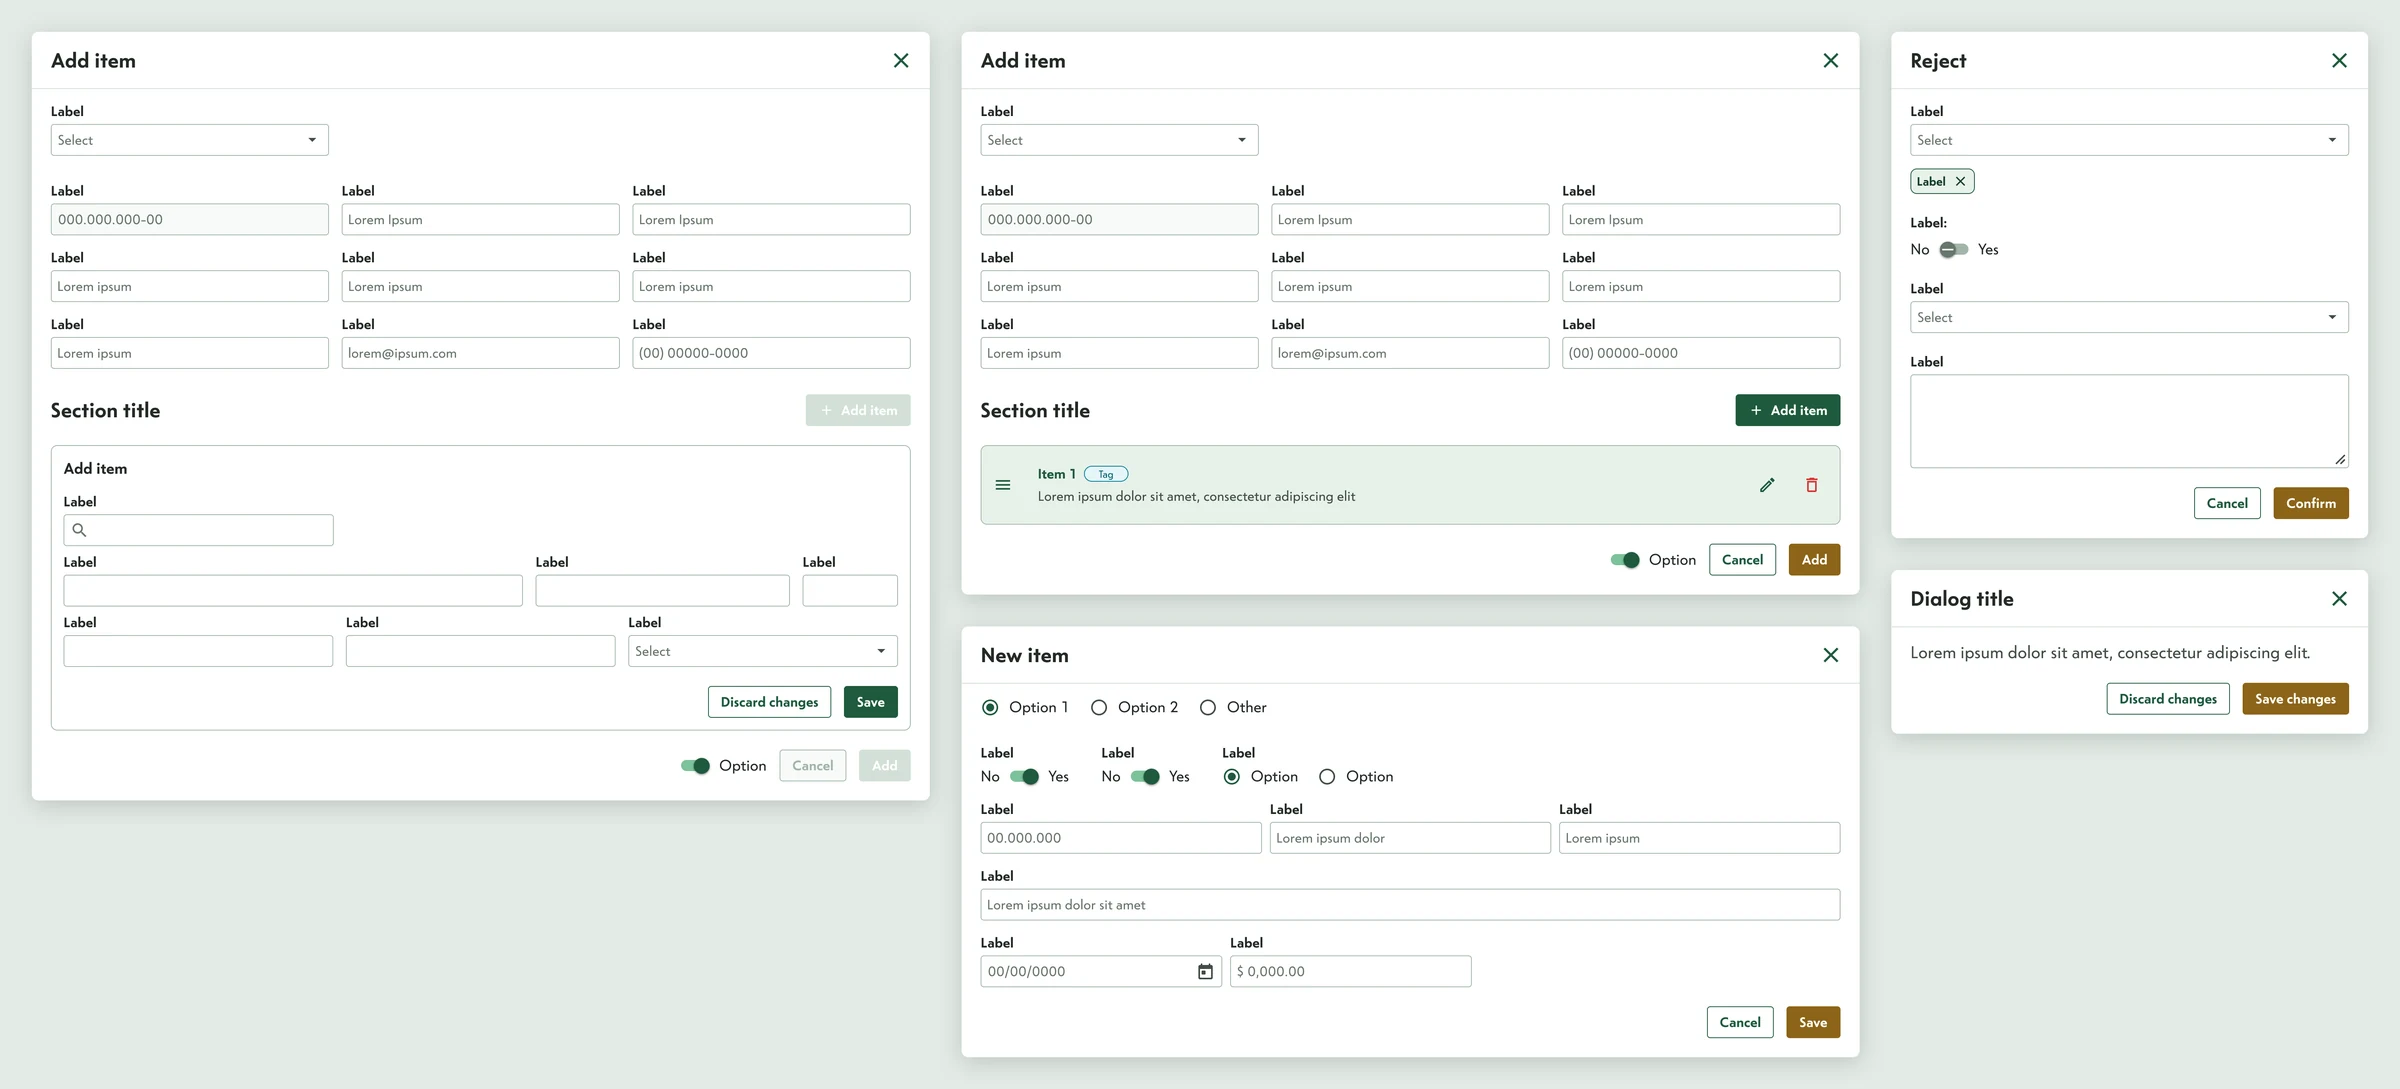 Add item
Label
Select
Label Label Label
000.000.000-00 Lorem Ipsum Lorem Ipsum
Label Label Label
Lorem ipsum Lorem ipsum Lorem ipsum
Label Label Label
Lorem ipsum lorem@ipsum.com (00) 00000-0000
Section title + Add item
Add item
Label
Label Label Label
Label Label Label
Select
Discard changes Save
Option Cancel Add
Add item
Label
Select
Label Label Label
000.000.000-00 Lorem Ipsum Lorem Ipsum
Label Label Label
Lorem ipsum Lorem ipsum Lorem ipsum
Label Label Label
Lorem ipsum lorem@ipsum.com (00) 00000-0000
Section title + Add item
Item 1 Tag
Lorem ipsum dolor sit amet, consectetur adipiscing elit
Option Cancel Add
New item
Option 1 Option 2 Other
Label Label Label
No Yes No Yes Option Option
Label Label Label
00.000.000 Lorem ipsum dolor Lorem ipsum
Label
Lorem ipsum dolor sit amet
Label Label
00/00/0000 $ 0,000.00
Cancel Save
Reject
Label
Select
Label
Label:
No Yes
Label
Select
Label
Cancel Confirm
Dialog title
Lorem ipsum dolor sit amet, consectetur adipiscing elit.
Discard changes Save changes